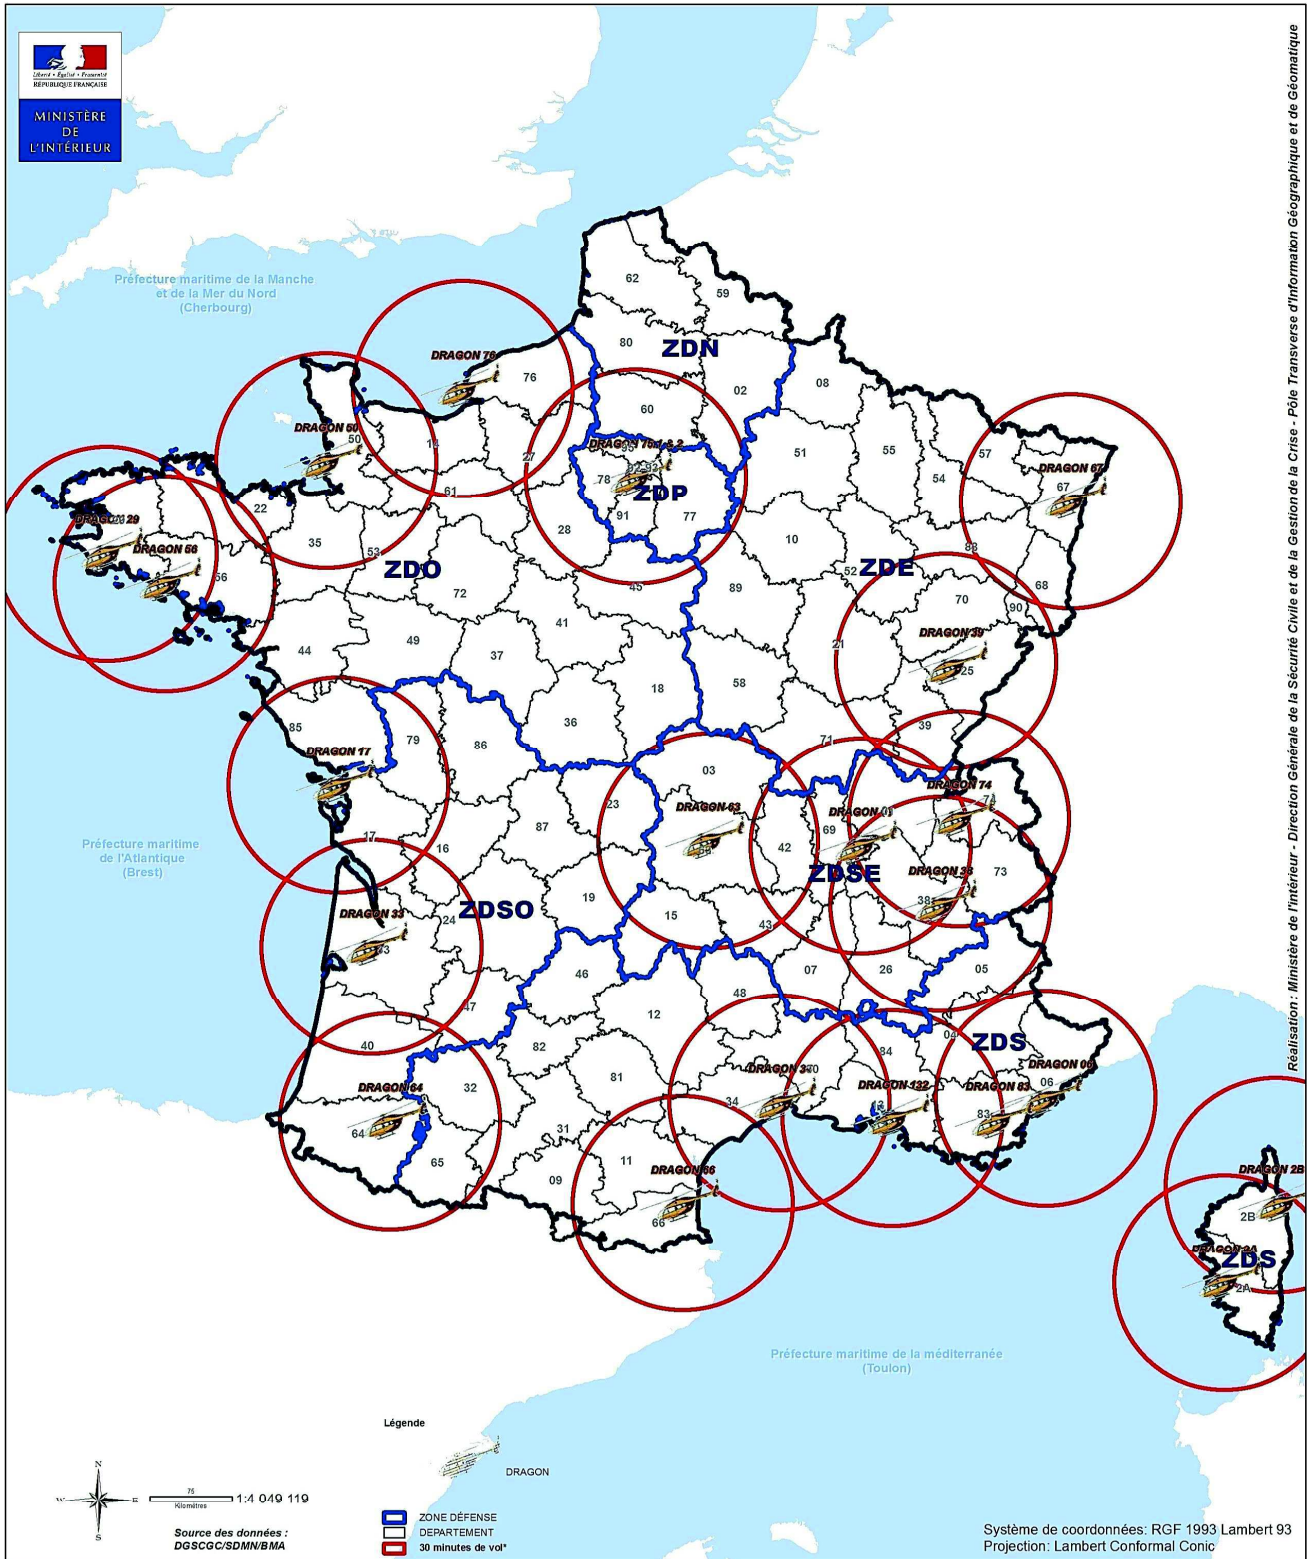 Liberté • Égalité • Fraternité
RÉPUBLIQUE FRANÇAISE
MINISTÈRE
DE
L'INTÉRIEUR
Préfecture maritime de la Manche
et de la Mer du Nord
(Cherbourg)
62
59
80
ZDN
DRAGON 76
76
02
08
60
DRAGON 50
50
14
27
51
55
57
54
DRAGON 67
67
78
ZDP
61
91
77
22
DRAGON 56
56
35
53
28
10
88
52
ZDE
ZDO
72
45
89
68
70
90
41
DRAGON 39
44
49
37
21
25
18
58
85
79
36
39
86
71
DRAGON 17
03
DRAGON 74
74
DRAGON 63
23
87
69
17
16
42
ZDSE
DRAGON 38
73
38
ZDSO
19
15
24
43
DRAGON 33
46
07
26
05
47
48
12
04
40
82
ZDS
84
DRAGON 64
32
81
DRAGON 06
06
34
DRAGON 132
13
DRAGON 83
83
64
31
65
11
09
DRAGON 66
66
DRAGON 2B
2B
ZDS
2A
Préfecture maritime
de l'Atlantique
(Brest)
Préfecture maritime de la méditerranée
(Toulon)
Légende
DRAGON
ZONE DÉFENSE
DEPARTEMENT
30 minutes de vol*
N
W
E
S
75
Kilométres
1:4 049 119
Source des données :
DGSCGC/SDMN/BMA
Système de coordonnées: RGF 1993 Lambert 93
Projection: Lambert Conformal Conic
Réalisation : Ministère de l'intérieur - Direction Générale de la Sécurité Civile et de la Gestion de la Crise - Pôle Transverse d'Information Géographique et de Géomatique